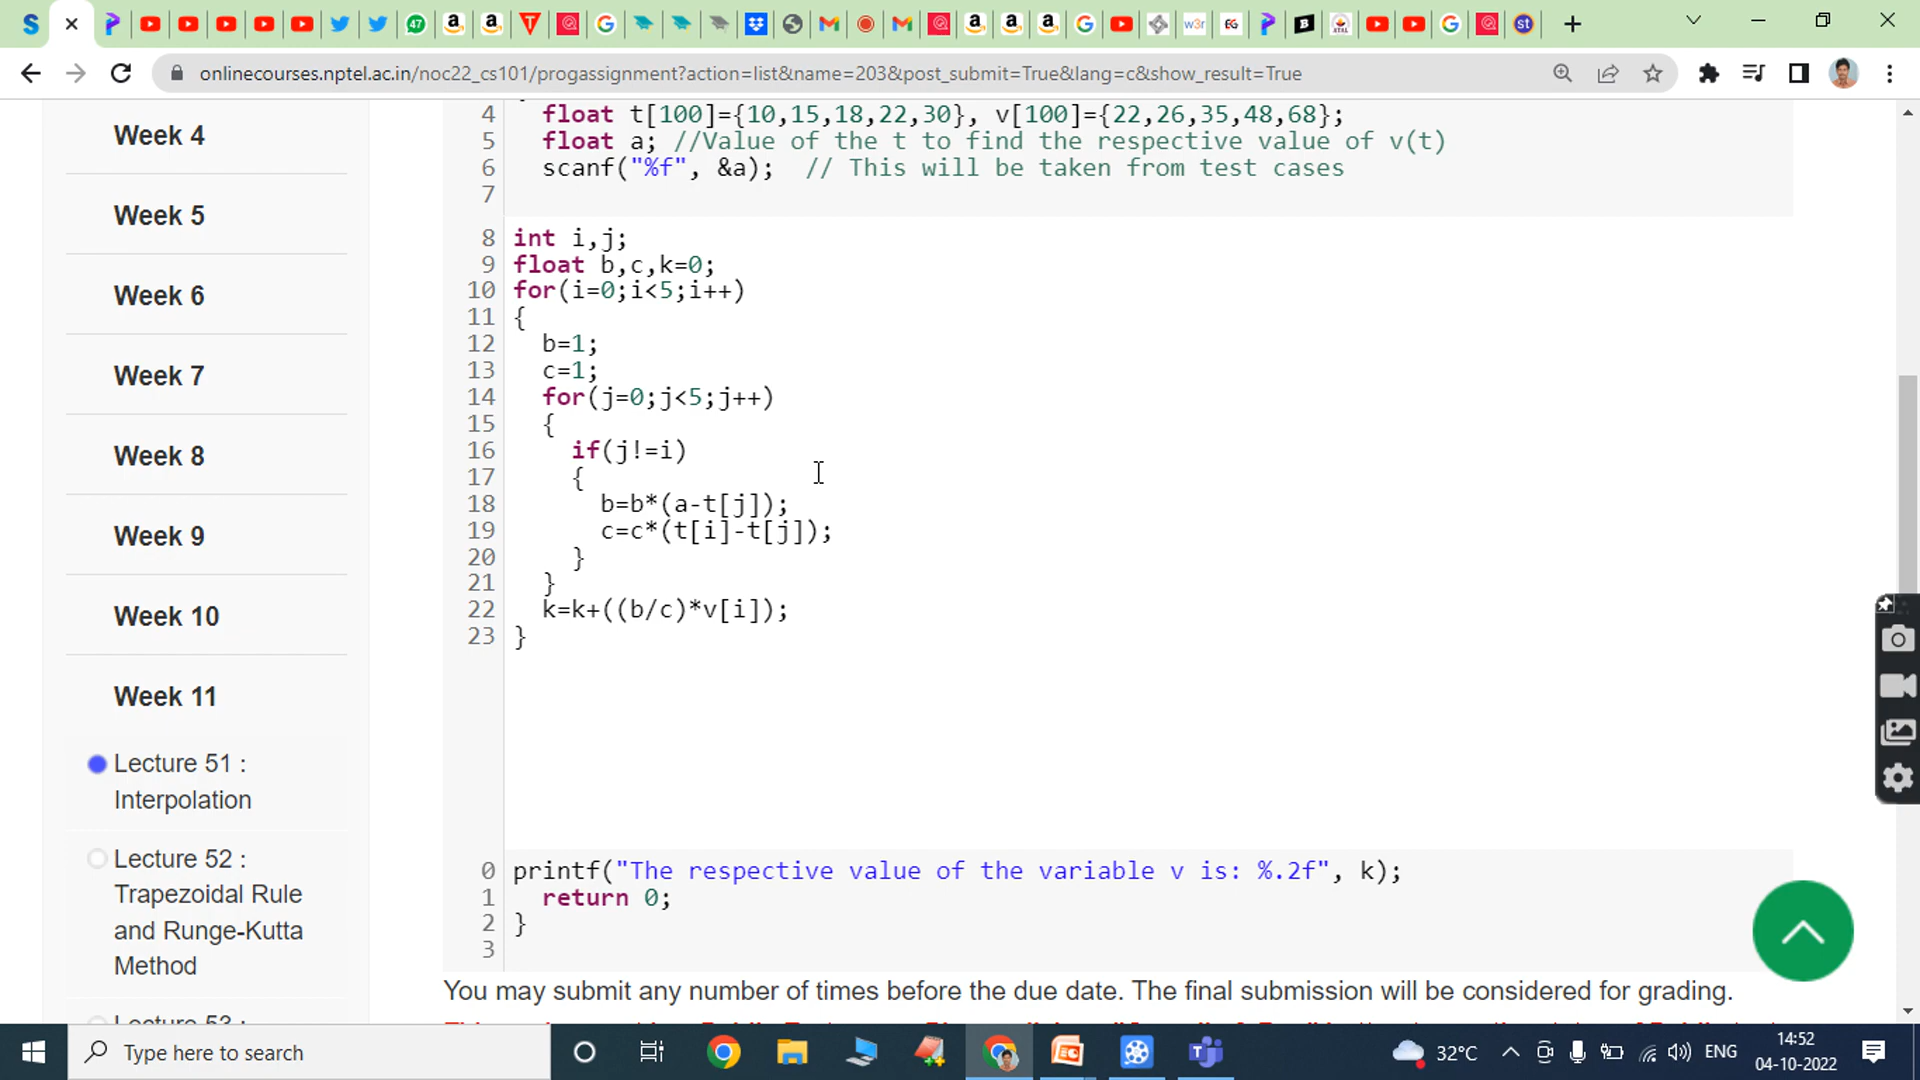 onlinecourses.nptel.ac.in/noc22_cs101/progassignment?action=list&name=203&post_submit=True&lang=c&show_result=True
Week 4
Week 5
Week 6
Week 7
Week 8
Week 9
Week 10
Week 11
Lecture 51 :
Interpolation
Lecture 52 :
Trapezoidal Rule
and Runge-Kutta
Method
4 float t[100]={10,15,18,22,30}, v[100]={22,26,35,48,68};
5 float a; //Value of the t to find the respective value of v(t)
6 scanf("%f", &a); // This will be taken from test cases
7
8 int i,j;
9 float b,c,k=0;
10 for(i=0;i<5;i++)
11 {
12 b=1;
13 c=1;
14 for(j=0;j<5;j++)
15 {
16 if(j!=i)
17 {
18 b=b*(a-t[j]);
19 c=c*(t[i]-t[j]);
20 }
21 }
22 k=k+((b/c)*v[i]);
23 }
0 printf("The respective value of the variable v is: %.2f", k);
1 return 0;
2 }
3
You may submit any number of times before the due date. The final submission will be considered for grading.
Type here to search
32°C
ENG
14:52
04-10-2022